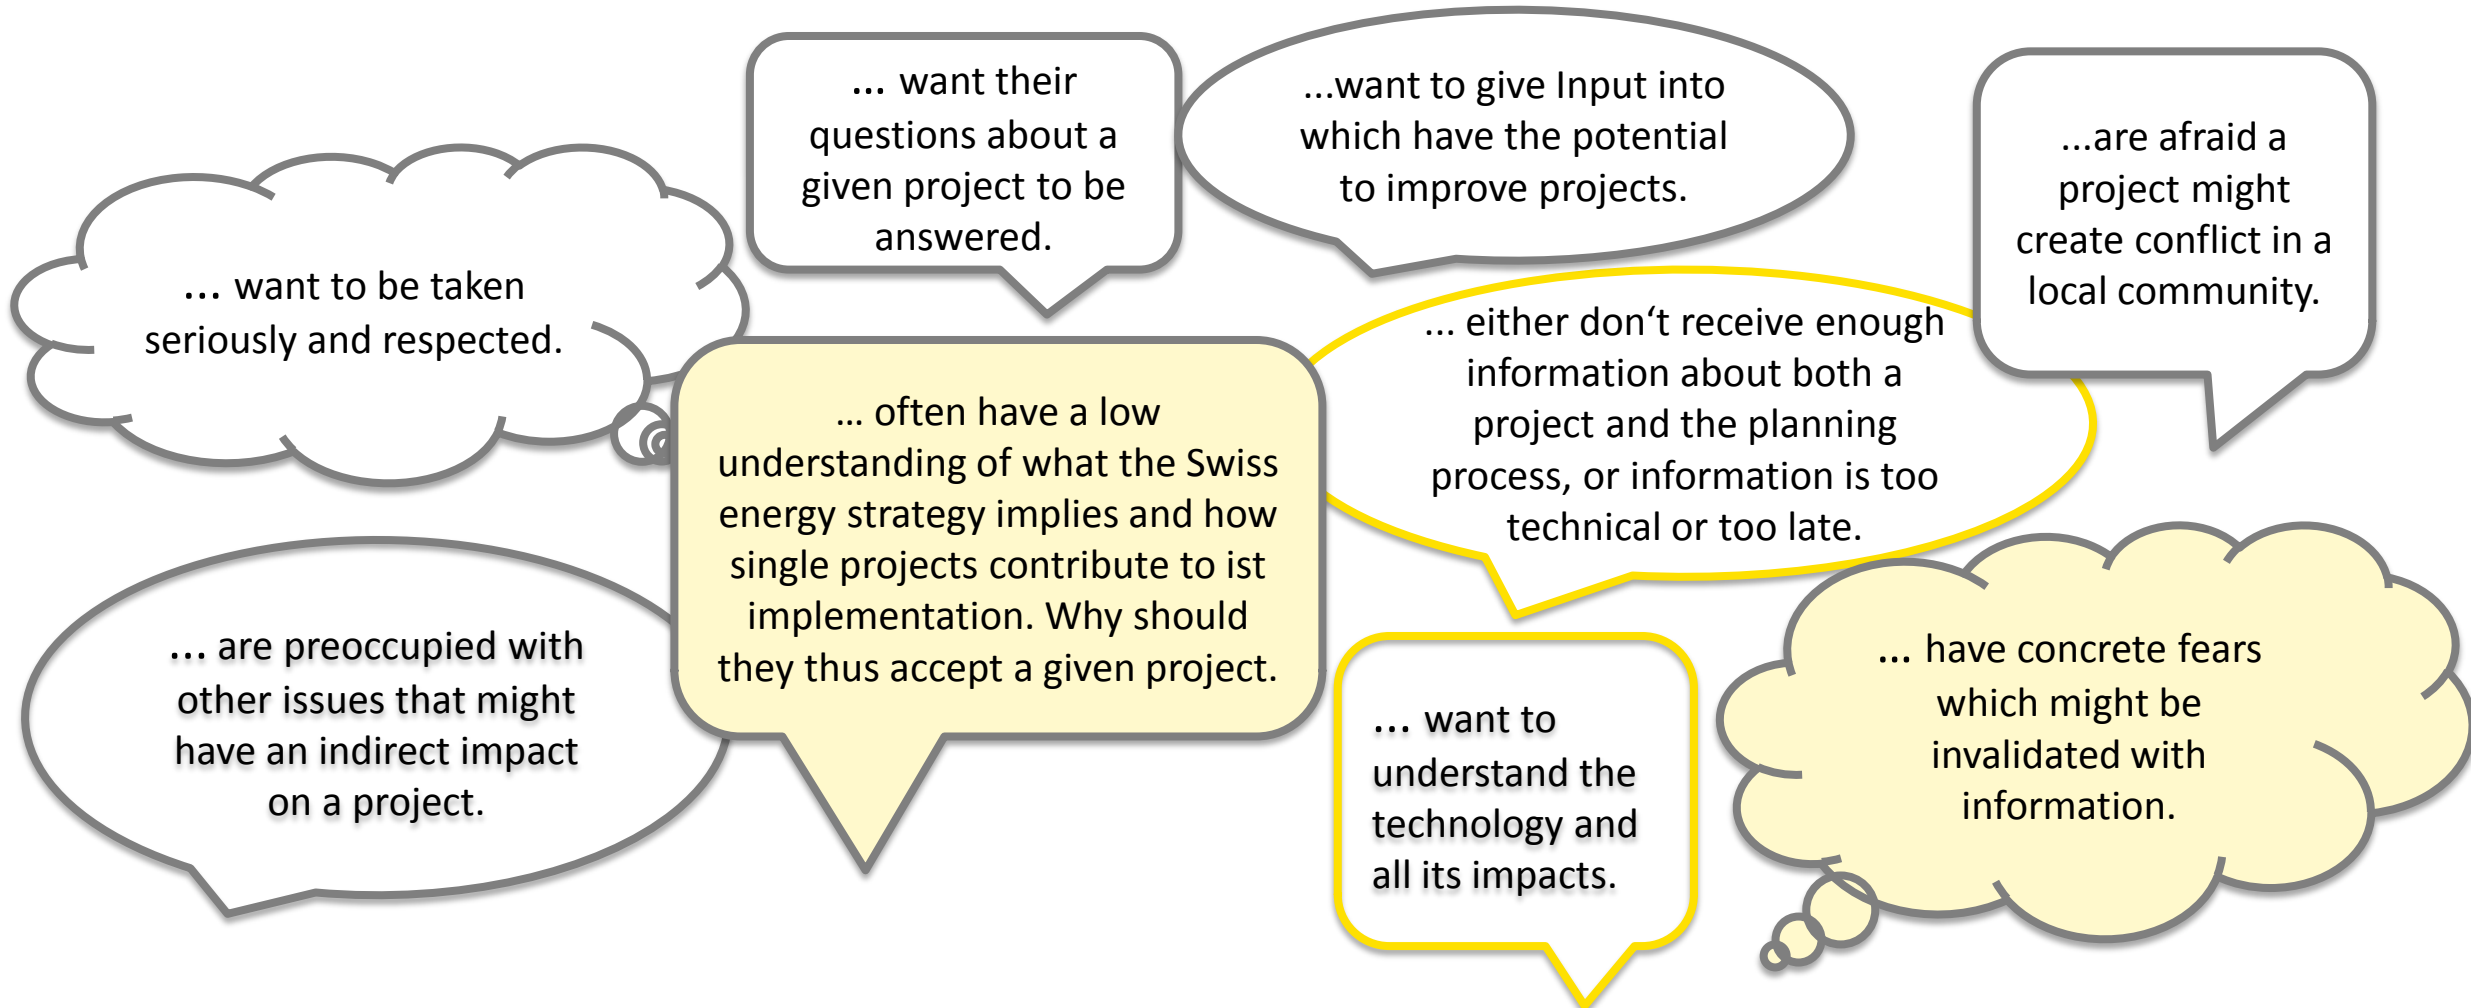 ... want their
questions about a
given project to be
answered.
...want to give Input into
which have the potential
to improve projects.
...are afraid a
project might
create conflict in a
local community.
... want to be taken
seriously and respected.
... either don‘t receive enough
information about both a
project and the planning
process, or information is too
technical or too late.
... often have a low
understanding of what the Swiss
energy strategy implies and how
single projects contribute to ist
implementation. Why should
they thus accept a given project.
... are preoccupied with
other issues that might
have an indirect impact
on a project.
... want to
understand the
technology and
all its impacts.
... have concrete fears
which might be
invalidated with
information.